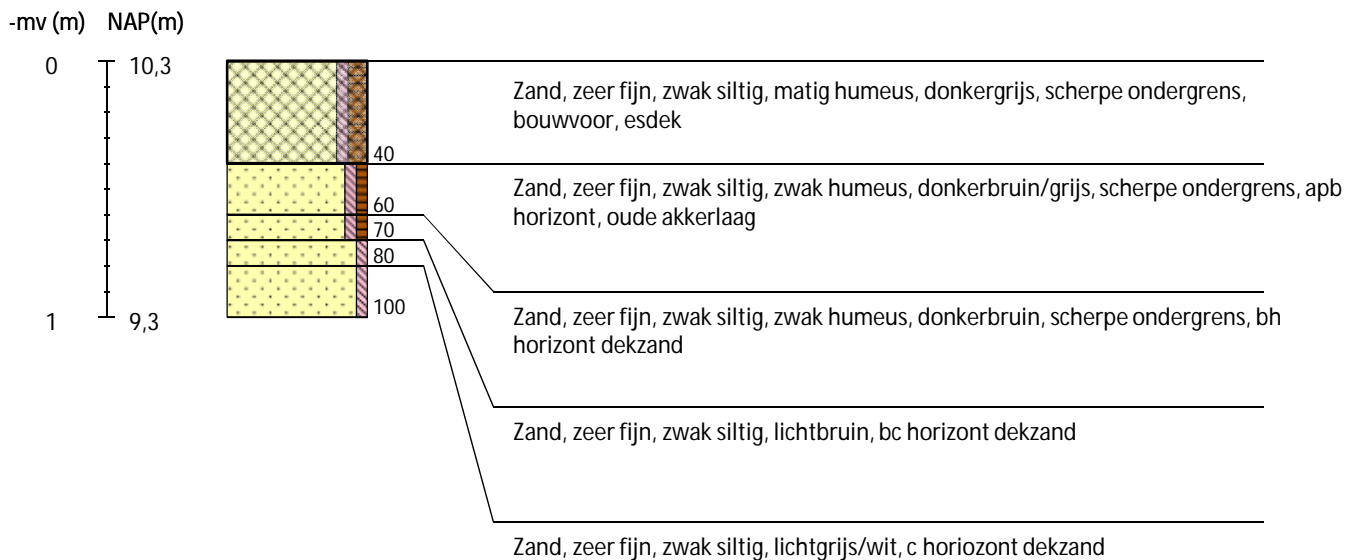 -mv (m) NAP(m)
0 10,3
Zand, zeer fijn, zwak siltig, matig humeus, donkergrijs, scherpe ondergrens,
bouwvoor, esdek
40
Zand, zeer fijn, zwak siltig, zwak humeus, donkerbruin/grijs, scherpe ondergrens, apb
horizont, oude akkerlaag
60
70
80
100
1 9,3
Zand, zeer fijn, zwak siltig, zwak humeus, donkerbruin, scherpe ondergrens, bh
horizont dekzand
Zand, zeer fijn, zwak siltig, lichtbruin, bc horizont dekzand
Zand, zeer fijn, zwak siltig, lichtgrijs/wit, c horiozont dekzand